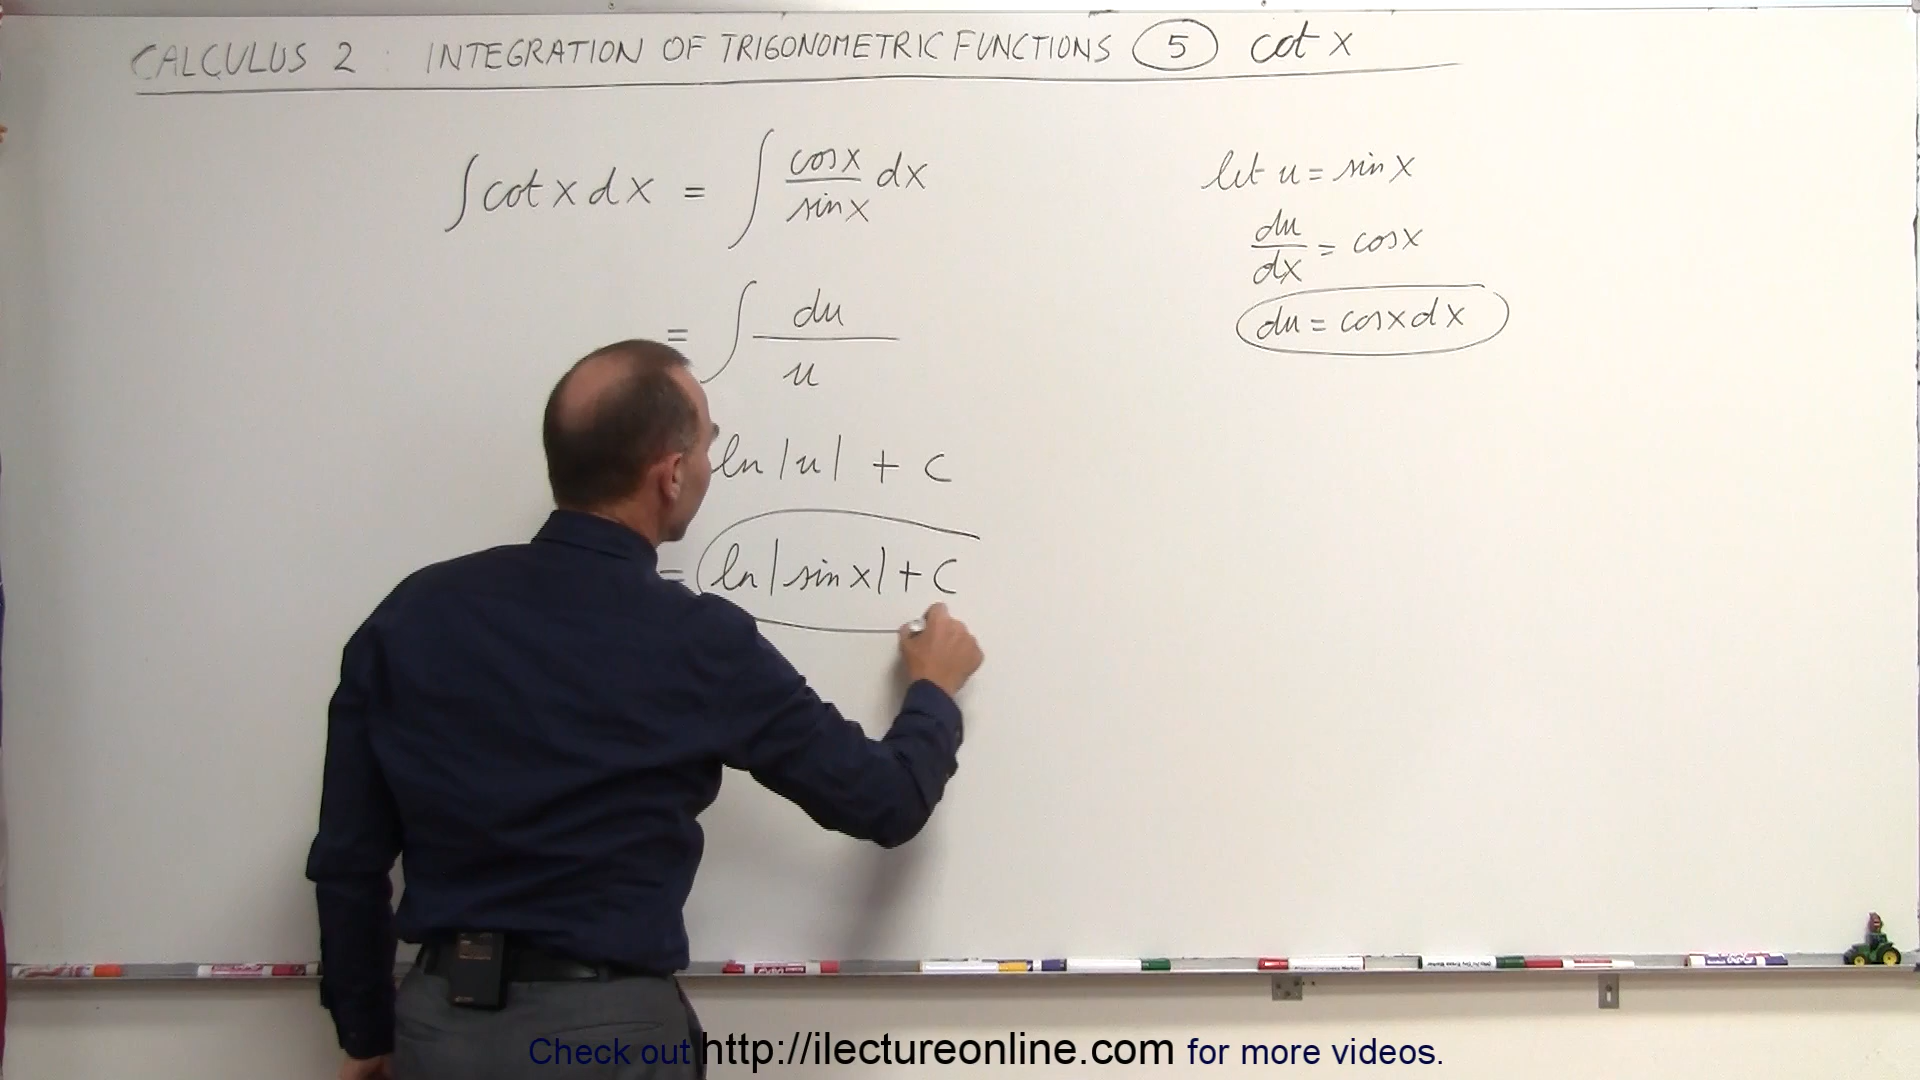 CALCULUS 2 : INTEGRATION OF TRIGONOMETRIC FUNCTIONS 5 cot x
∫ cot x dx = ∫ cos x / sin x dx
= ∫ du / u
ln |u| + C
= ln |sin x| + C
let u = sin x
du/dx = cos x
du = cos x dx
Check out http://ilectureonline.com for more videos.